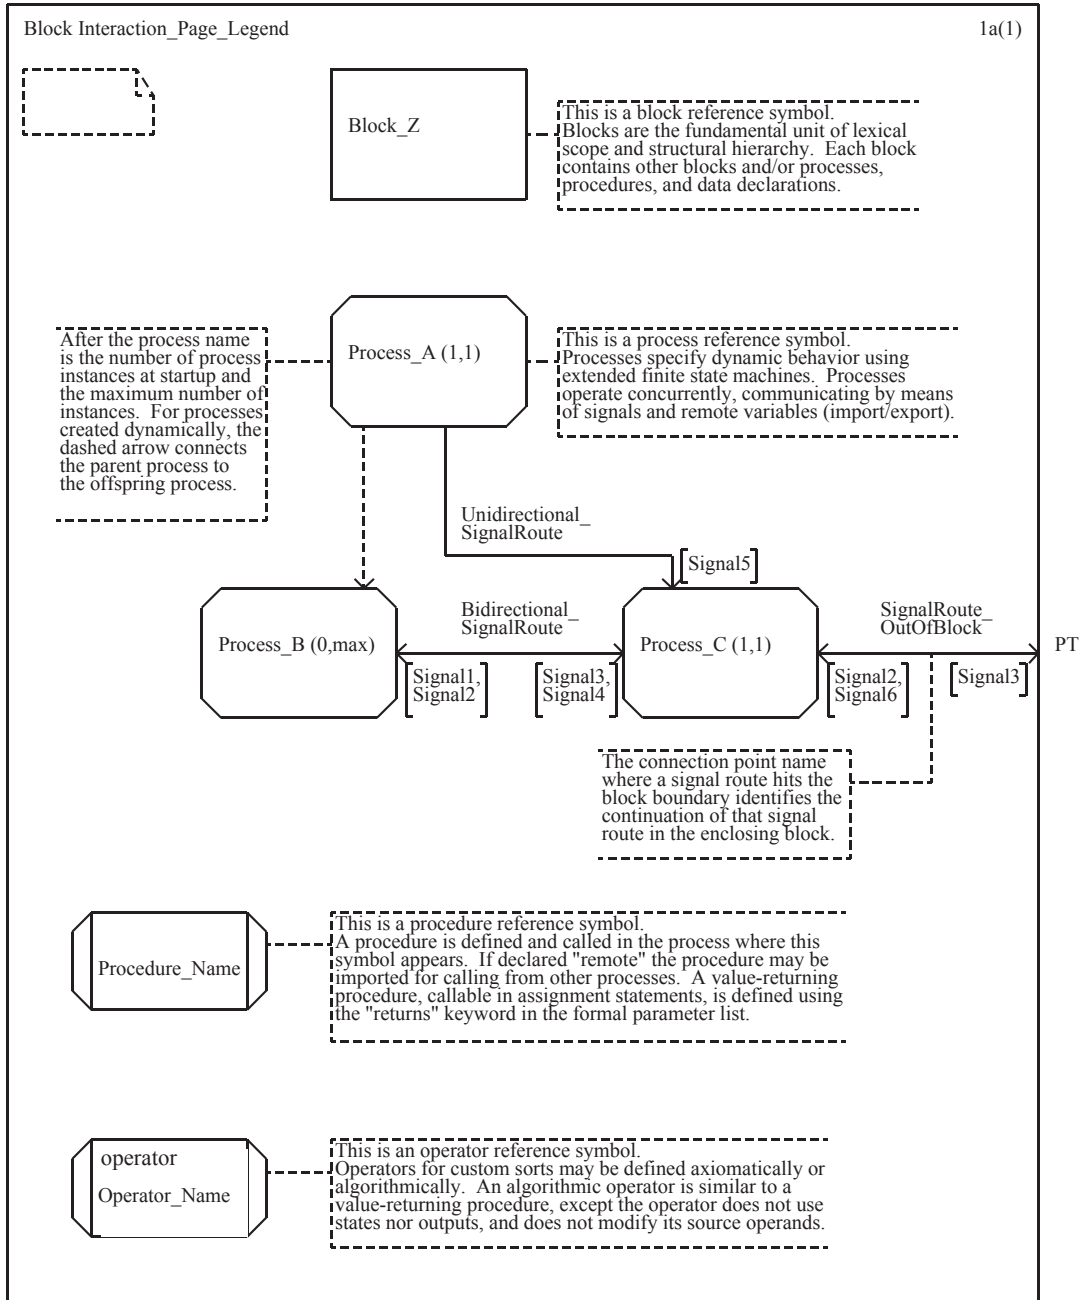 Block Interaction_Page_Legend
1a(1)
Block_Z
This is a block reference symbol.
Blocks are the fundamental unit of lexical
scope and structural hierarchy. Each block
contains other blocks and/or processes,
procedures, and data declarations.
After the process name
is the number of process
instances at startup and
the maximum number of
instances. For processes
created dynamically, the
dashed arrow connects
the parent process to
the offspring process.
Process_A (1,1)
This is a process reference symbol.
Processes specify dynamic behavior using
extended finite state machines. Processes
operate concurrently, communicating by means
of signals and remote variables (import/export).
Unidirectional_
SignalRoute
Signal5
Process_B (0,max)
Bidirectional_
SignalRoute
Signal1,
Signal2
Signal3,
Signal4
Process_C (1,1)
SignalRoute_
OutOfBlock
PT
Signal2,
Signal6
Signal3
The connection point name
where a signal route hits the
block boundary identifies the
continuation of that signal
route in the enclosing block.
Procedure_Name
This is a procedure reference symbol.
A procedure is defined and called in the process where this
symbol appears. If declared "remote" the procedure may be
imported for calling from other processes. A value-returning
procedure, callable in assignment statements, is defined using
the "returns" keyword in the formal parameter list.
operator
Operator_Name
This is an operator reference symbol.
Operators for custom sorts may be defined axiomatically or
algorithmically. An algorithmic operator is similar to a
value-returning procedure, except the operator does not use
states nor outputs, and does not modify its source operands.